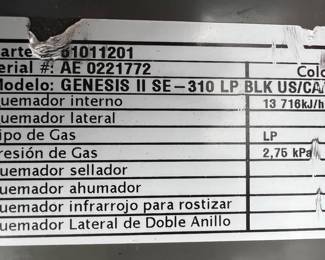 arte 61011201
erial #: AE 0221772 Colo
Modelo: GENESIS II SE-310 LP BLK US/CA
uemador interno 13 716kJ/h
uemador lateral
ipo de Gas LP
resión de Gas 2,75 kPa
uemador sellador
uemador ahumador
uemador infrarrojo para rostizar
uemador Lateral de Doble Anillo